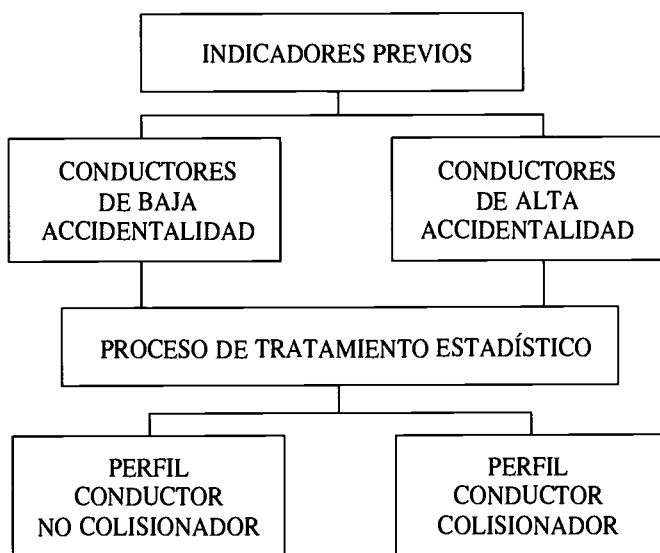 INDICADORES PREVIOS
CONDUCTORES
DE BAJA
ACCIDENTALIDAD
CONDUCTORES
DE ALTA
ACCIDENTALIDAD
PROCESO DE TRATAMIENTO ESTADÍSTICO
PERFIL
CONDUCTOR
NO COLISIONADOR
PERFIL
CONDUCTOR
COLISIONADOR